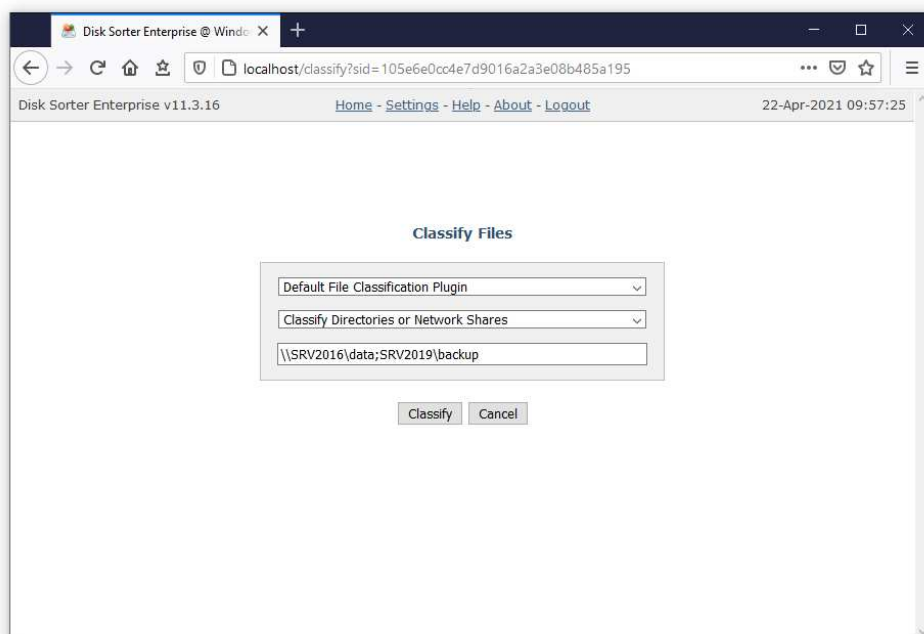 Disk Sorter Enterprise @ Windo
localhost/classify?sid=105e6e0cc4e7d9016a2a3e08b485a195
Disk Sorter Enterprise v11.3.16 Home - Settings - Help - About - Logout 22-Apr-2021 09:57:25
Classify Files
Default File Classification Plugin
Classify Directories or Network Shares
\\SRV2016\data;SRV2019\backup
Classify Cancel